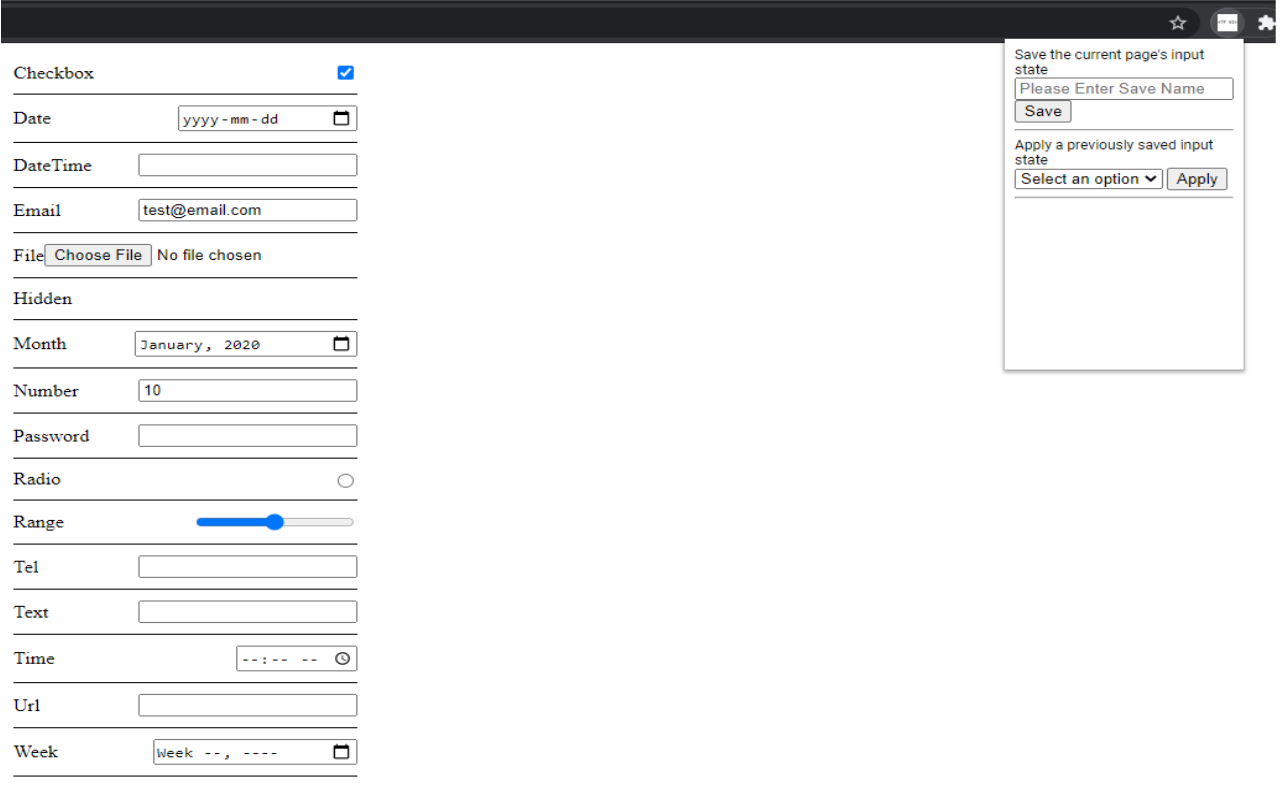 Save the current page's input
state
Please Enter Save Name
Save
Apply a previously saved input
state
Select an option Apply
Checkbox
Date yyyy-mm-dd
DateTime
Email test@email.com
File Choose File No file chosen
Hidden
Month January, 2020
Number 10
Password
Radio
Range
Tel
Text
Time --:-- --
Url
Week Week --, ----